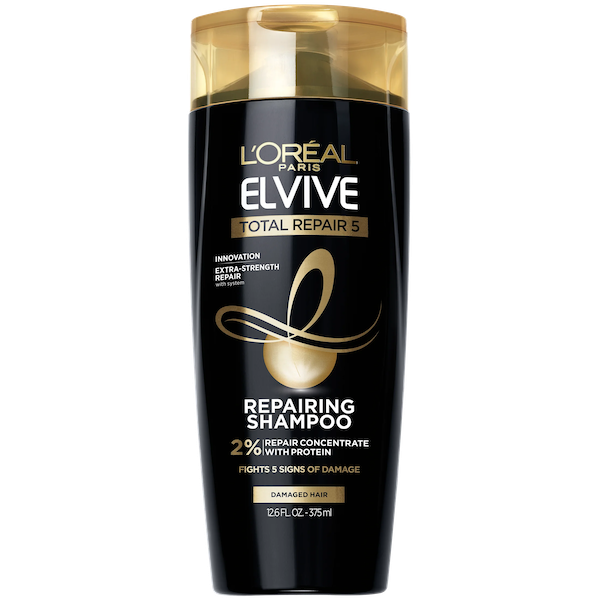 L'ORÉAL
PARIS
ELVIVE
TOTAL REPAIR 5
INNOVATION
EXTRA-STRENGTH
REPAIR
with system
REPAIRING
SHAMPOO
2% REPAIR CONCENTRATE
WITH PROTEIN
FIGHTS 5 SIGNS OF DAMAGE
DAMAGED HAIR
12.6 FL. OZ. - 375 ml